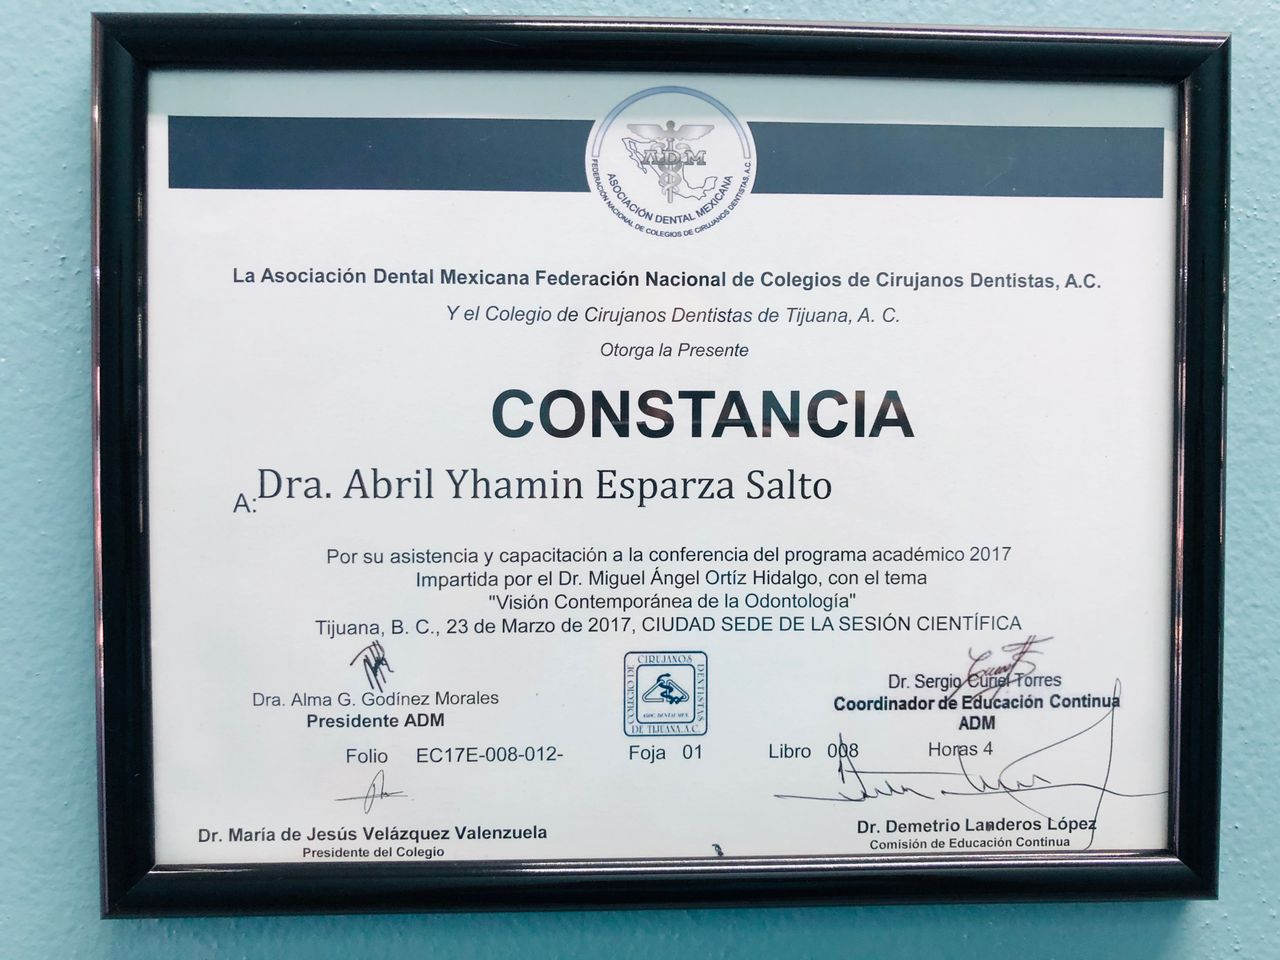 ADM
ASOCIACIÓN DENTAL MEXICANA
FEDERACIÓN NACIONAL DE COLEGIOS DE CIRUJANOS DENTISTAS, A.C.
La Asociación Dental Mexicana Federación Nacional de Colegios de Cirujanos Dentistas, A.C.
Y el Colegio de Cirujanos Dentistas de Tijuana, A. C.
Otorga la Presente
CONSTANCIA
A: Dra. Abril Yhamin Esparza Salto
Por su asistencia y capacitación a la conferencia del programa académico 2017
Impartida por el Dr. Miguel Ángel Ortíz Hidalgo, con el tema
"Visión Contemporánea de la Odontología"
Tijuana, B. C., 23 de Marzo de 2017, CIUDAD SEDE DE LA SESIÓN CIENTÍFICA
Dra. Alma G. Godínez Morales
Presidente ADM
COLEGIO DE CIRUJANOS DENTISTAS DE TIJUANA, A.C.
Dr. Sergio Curiel Torres
Coordinador de Educación Continua
ADM
Folio EC17E-008-012- Foja 01 Libro 008 Horas 4
Dr. María de Jesús Velázquez Valenzuela
Presidente del Colegio
Dr. Demetrio Landeros López
Comisión de Educación Continua